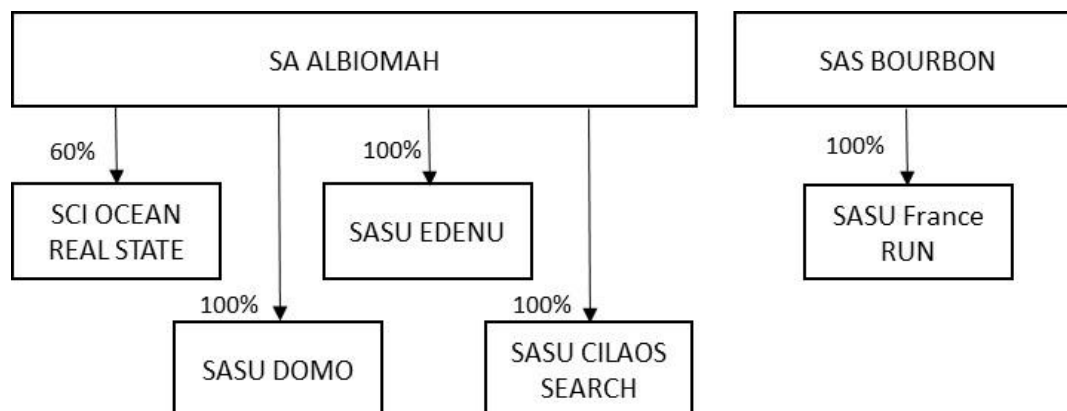 SA ALBIOMAH
SAS BOURBON
60%
100%
100%
SCI OCEAN
REAL STATE
SASU EDENU
SASU France
RUN
100%
100%
SASU DOMO
SASU CILAOS
SEARCH